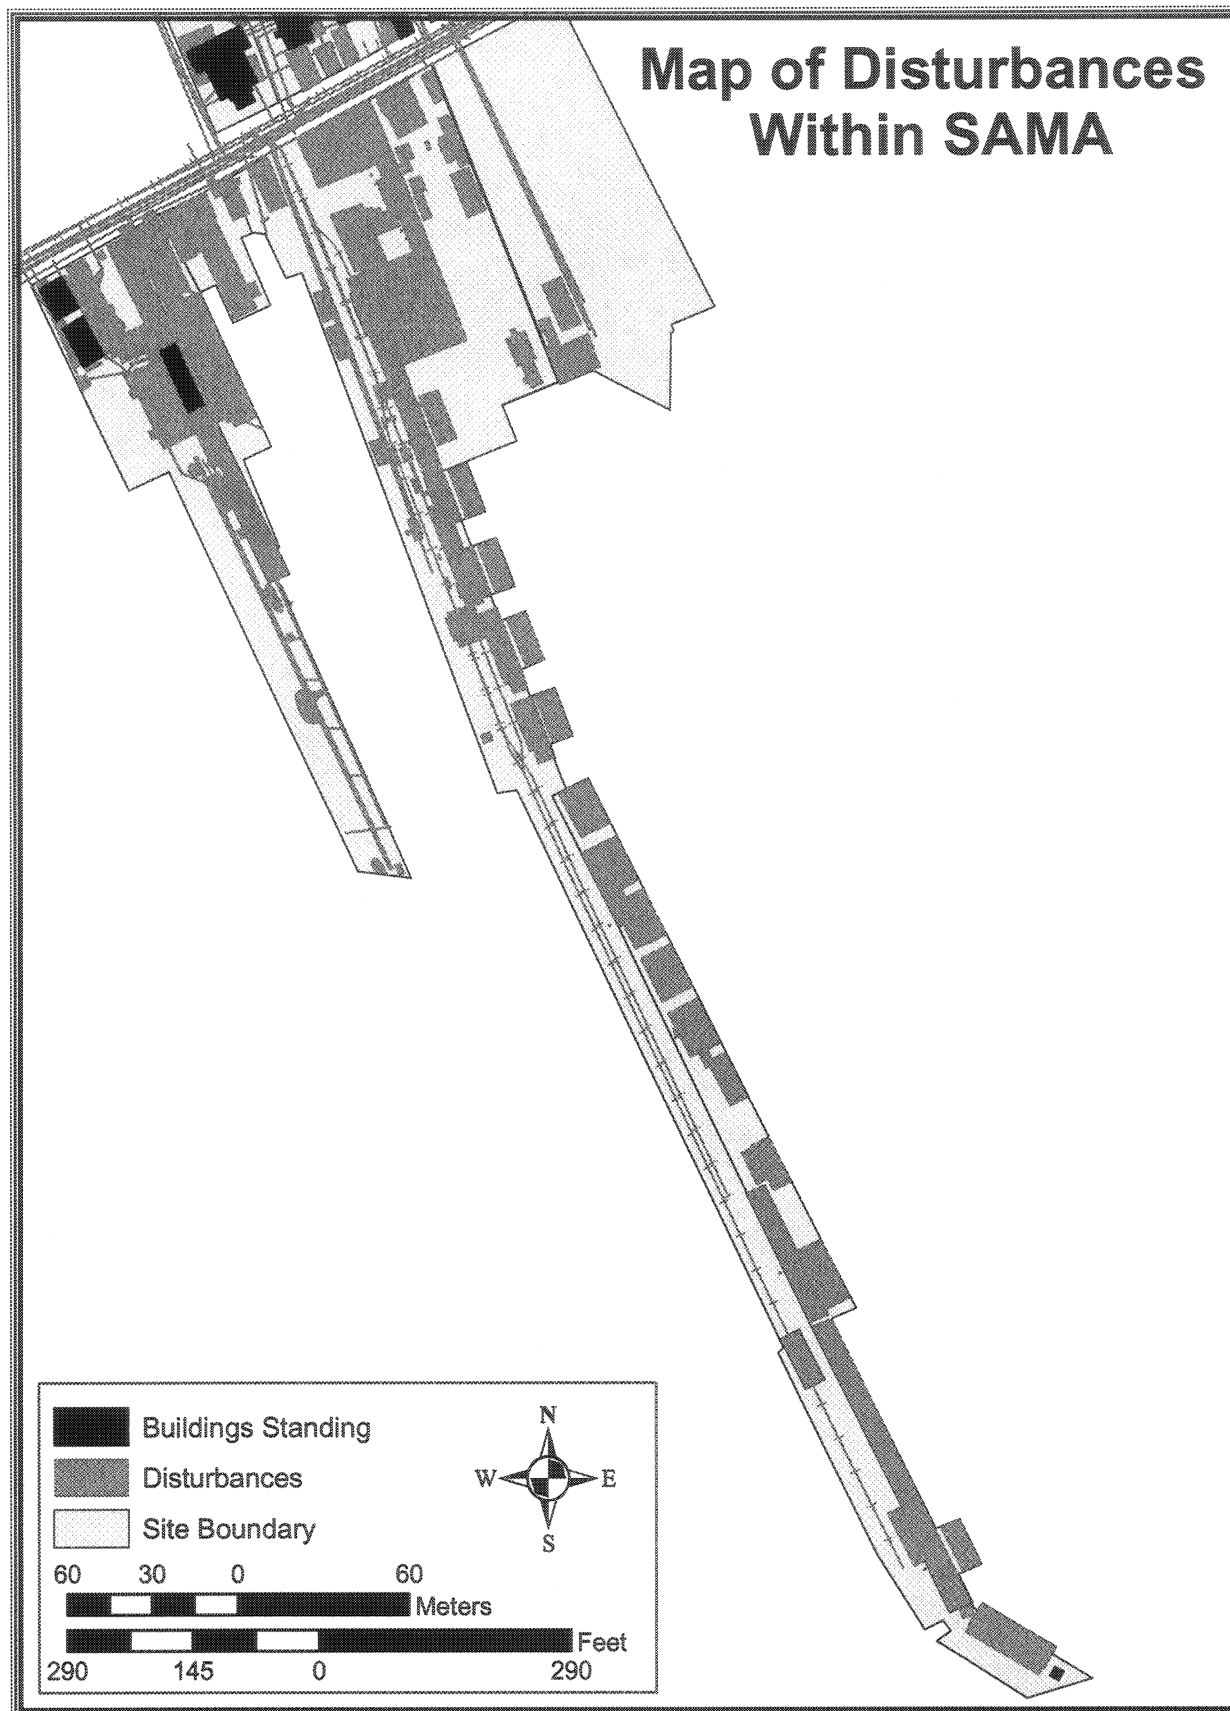 Map of Disturbances
Within SAMA
Buildings Standing
Disturbances
Site Boundary
N
W E
S
60 30 0 60
Meters
Feet
290 145 0 290